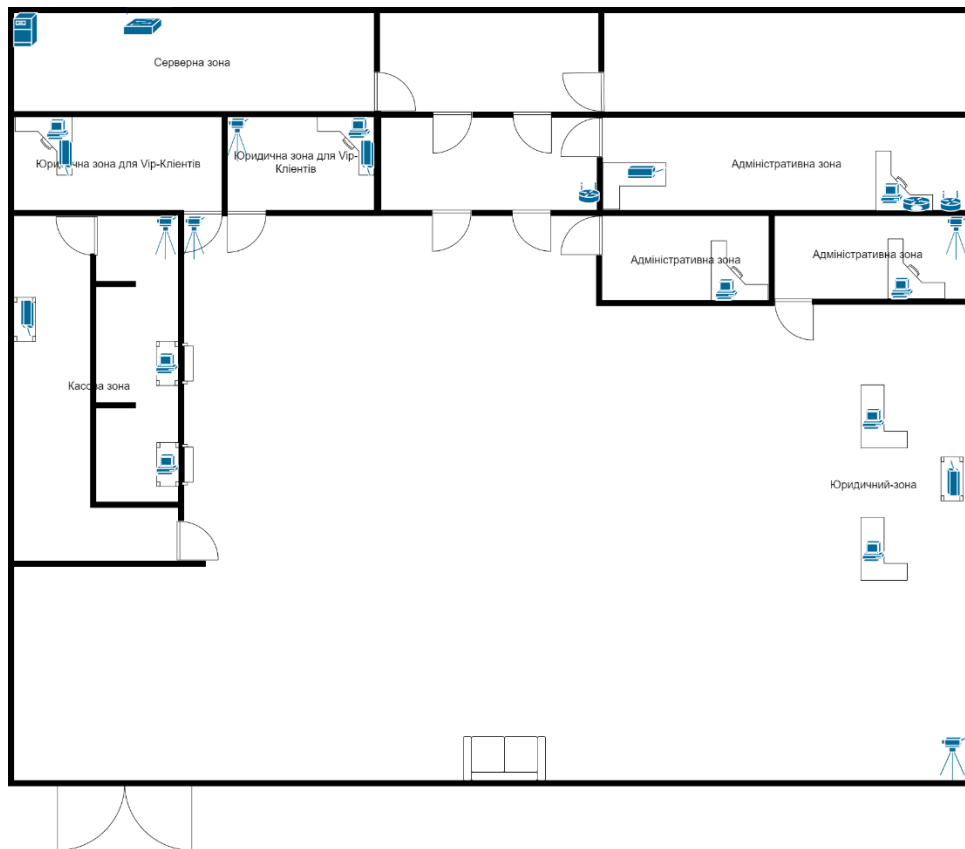 Серверна зона
Юридична зона для Vip-Клієнтів
Юридична зона для Vip-
Клієнтів
Адміністративна зона
Адміністративна зона
Адміністративна зона
Касова зона
Юридичний-зона